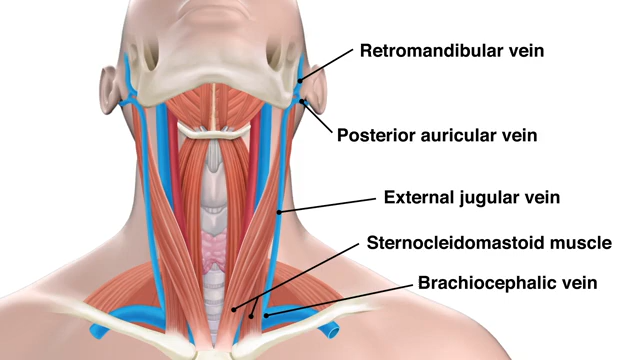 Retromandibular vein
Posterior auricular vein
External jugular vein
Sternocleidomastoid muscle
Brachiocephalic vein